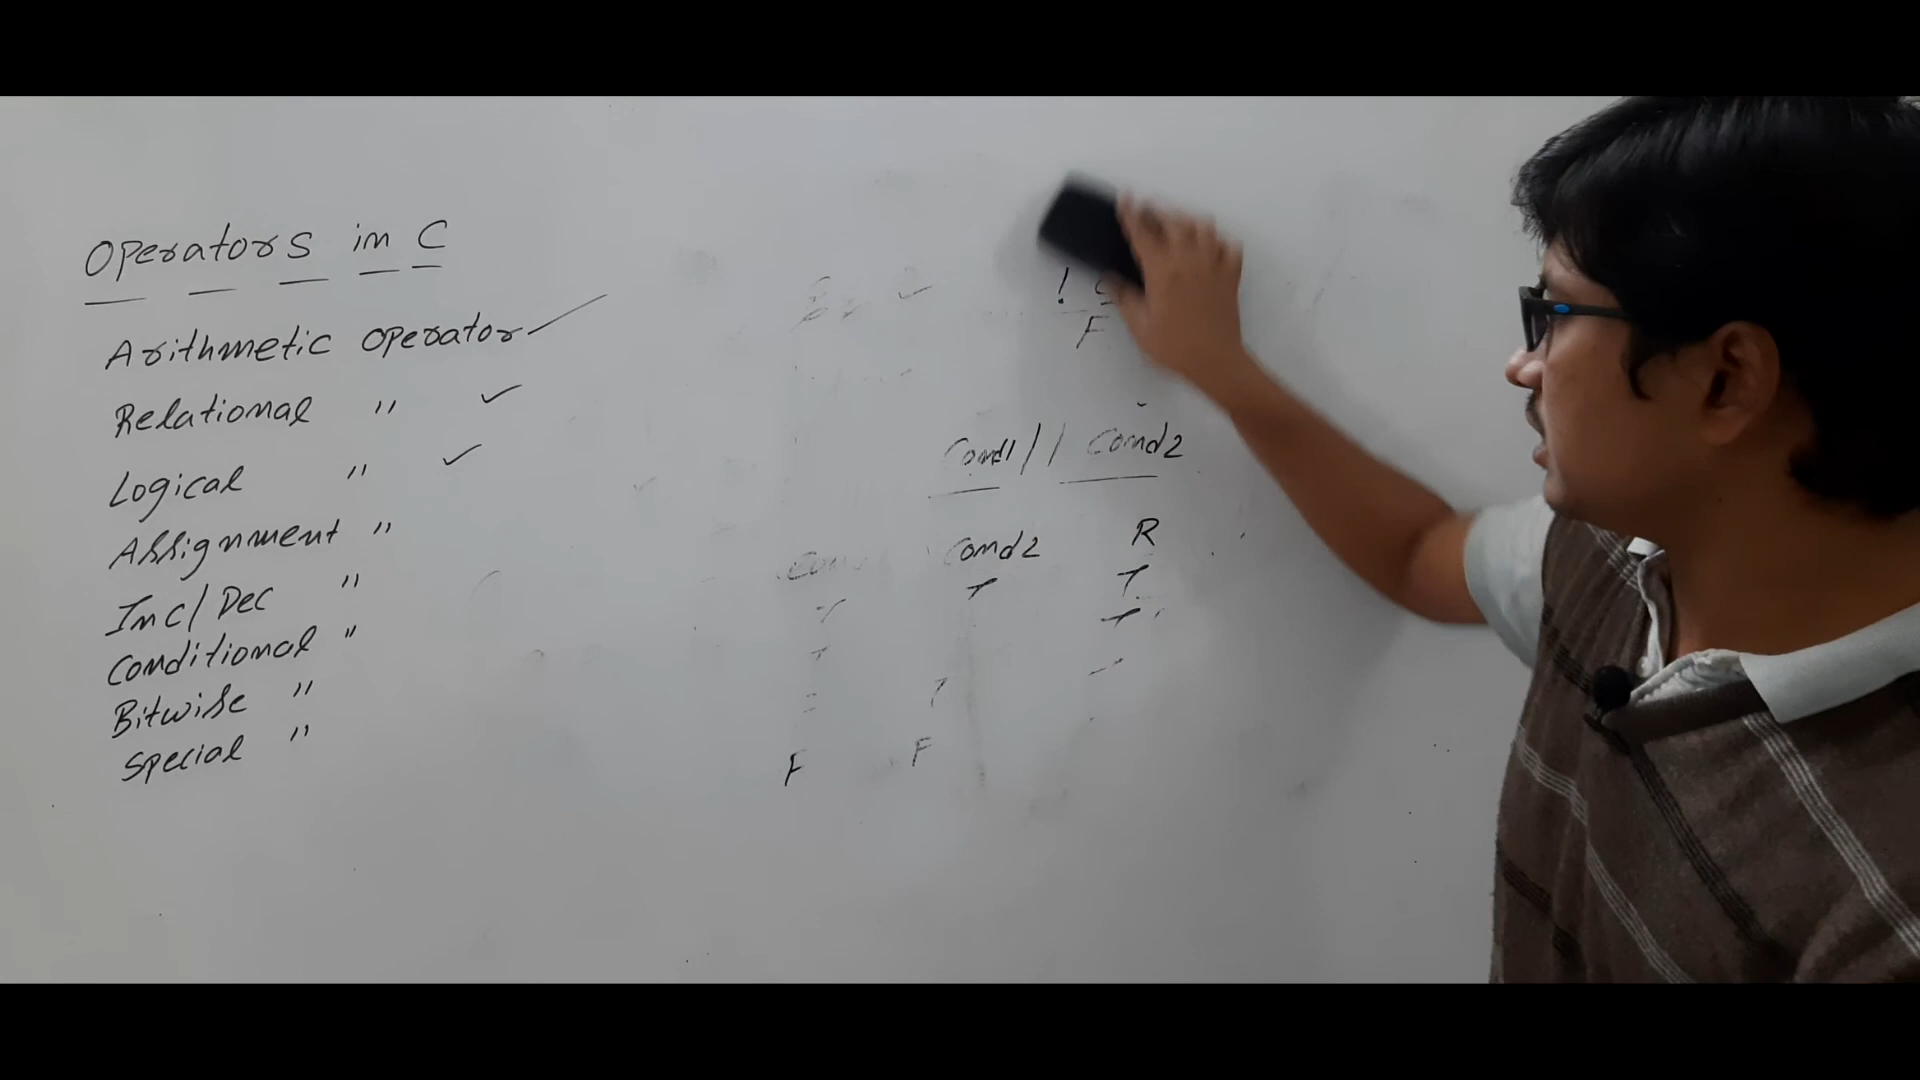 Operators in C
Arithmetic Operator
Relational "
Logical "
Assignment "
Inc/Dec "
Conditional "
Bitwise "
Special "
!
F
Cond1 || Cond2
Cond2 R
T T
T
T
F F